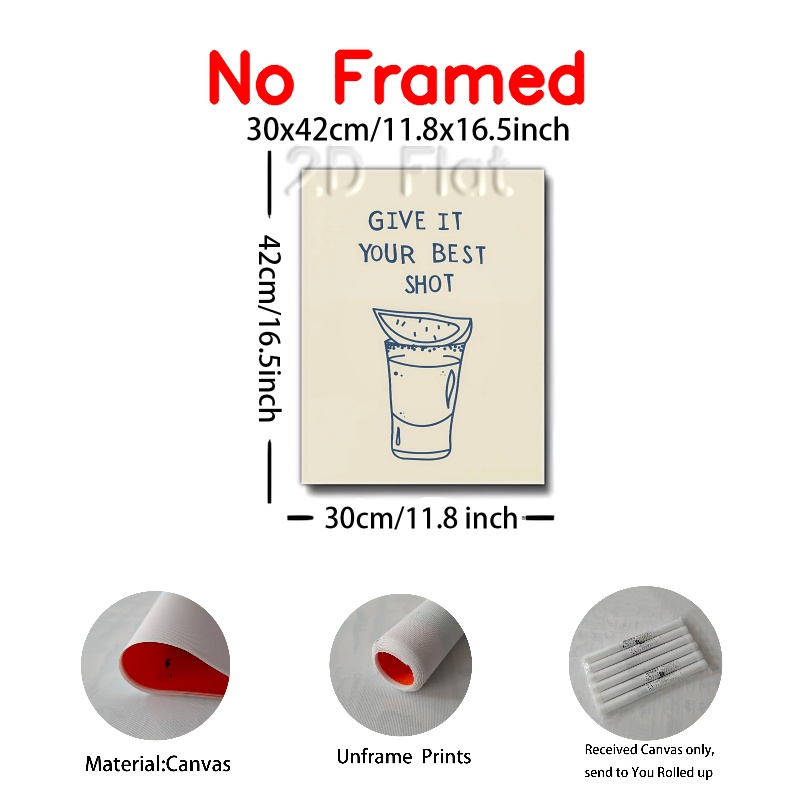 No Framed
30x42cm/11.8x16.5inch
2D Flat
GIVE IT
YOUR BEST
SHOT
42cm/16.5inch
30cm/11.8 inch
Material:Canvas
Unframe Prints
Received Canvas only,
send to You Rolled up